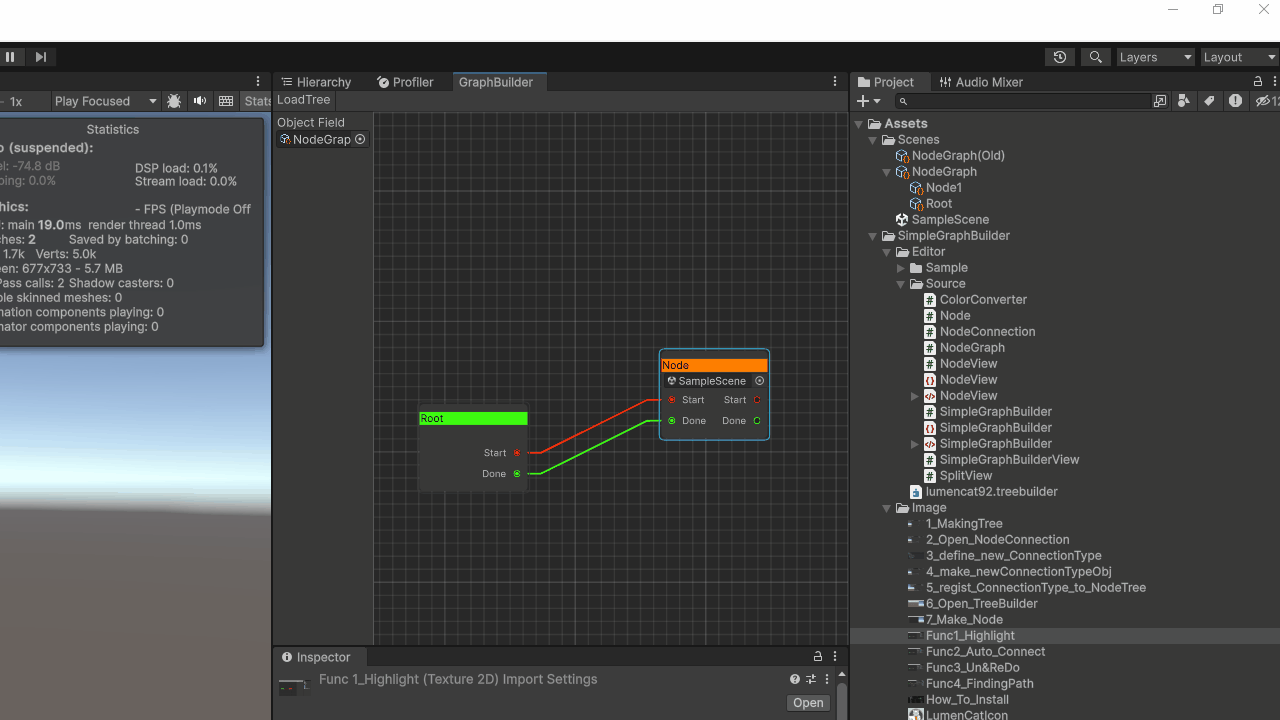 Layers
Layout
1x
Play Focused
Stats
Statistics
o (suspended):
el: -74.8 dB
DSP load: 0.1%
ping: 0.0%
Stream load: 0.0%
hics:
- FPS (Playmode Off
: main 19.0ms render thread 1.0ms
ches: 2 Saved by batching: 0
1.7k Verts: 5.0k
een: 677x733 - 5.7 MB
Pass calls: 2 Shadow casters: 0
ble skinned meshes: 0
mation components playing: 0
mator components playing: 0
Hierarchy
Profiler
GraphBuilder
LoadTree
Object Field
NodeGrap
Node
SampleScene
Start Start
Done Done
Root
Start
Done
Inspector
Func 1_Highlight (Texture 2D) Import Settings
Open
Project
Audio Mixer
12
Assets
Scenes
NodeGraph(Old)
NodeGraph
Node1
Root
SampleScene
SimpleGraphBuilder
Editor
Sample
Source
ColorConverter
Node
NodeConnection
NodeGraph
NodeView
NodeView
NodeView
SimpleGraphBuilder
SimpleGraphBuilder
SimpleGraphBuilder
SimpleGraphBuilderView
SplitView
lumencat92.treebuilder
Image
1_MakingTree
2_Open_NodeConnection
3_define_new_ConnectionType
4_make_newConnectionTypeObj
5_regist_ConnectionType_to_NodeTree
6_Open_TreeBuilder
7_Make_Node
Func1_Highlight
Func2_Auto_Connect
Func3_Un&ReDo
Func4_FindingPath
How_To_Install
LumenCatIcon